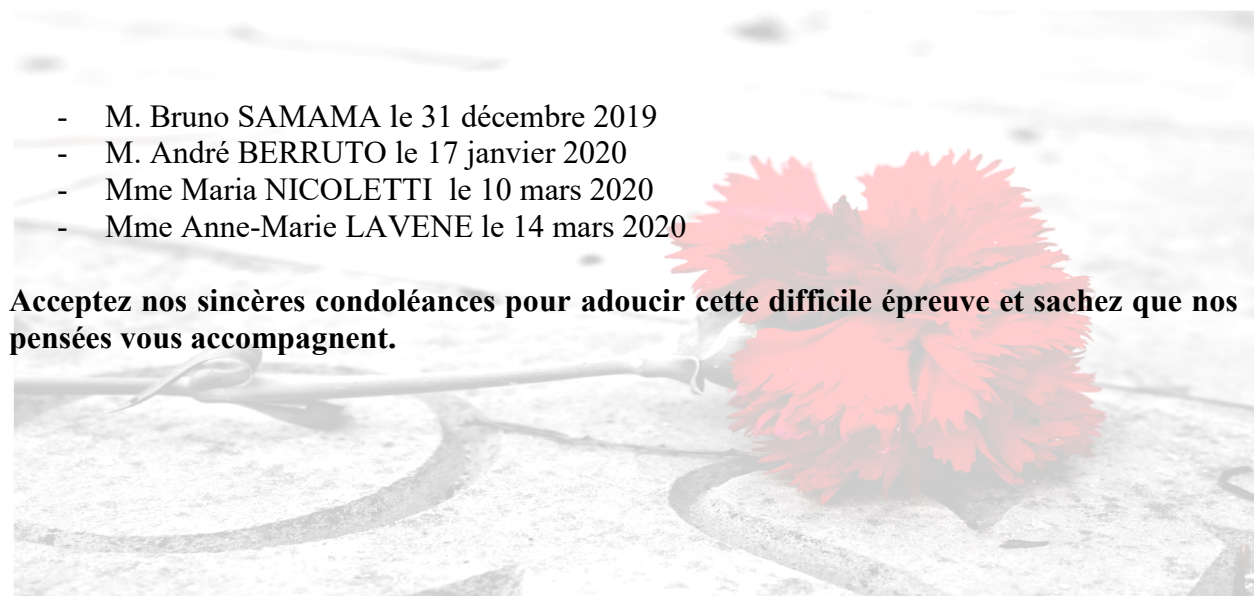 - M. Bruno SAMAMA le 31 décembre 2019
- M. André BERRUTO le 17 janvier 2020
- Mme Maria NICOLETTI  le 10 mars 2020
- Mme Anne-Marie LAVENE le 14 mars 2020
Acceptez nos sincères condoléances pour adoucir cette difficile épreuve et sachez que nos
pensées vous accompagnent.